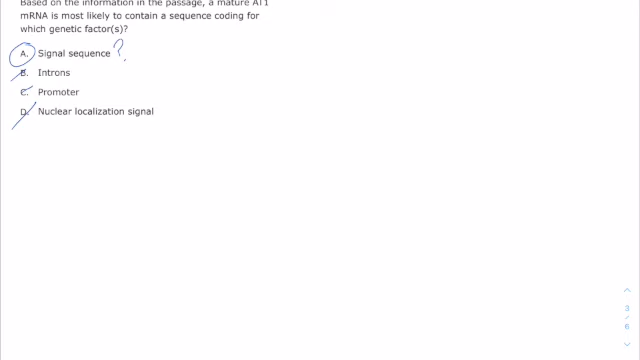 Based on the information in the passage, a mature AT1
mRNA is most likely to contain a sequence coding for
which genetic factor(s)?
A. Signal sequence ?
B. Introns
C. Promoter
D. Nuclear localization signal
3
/
6